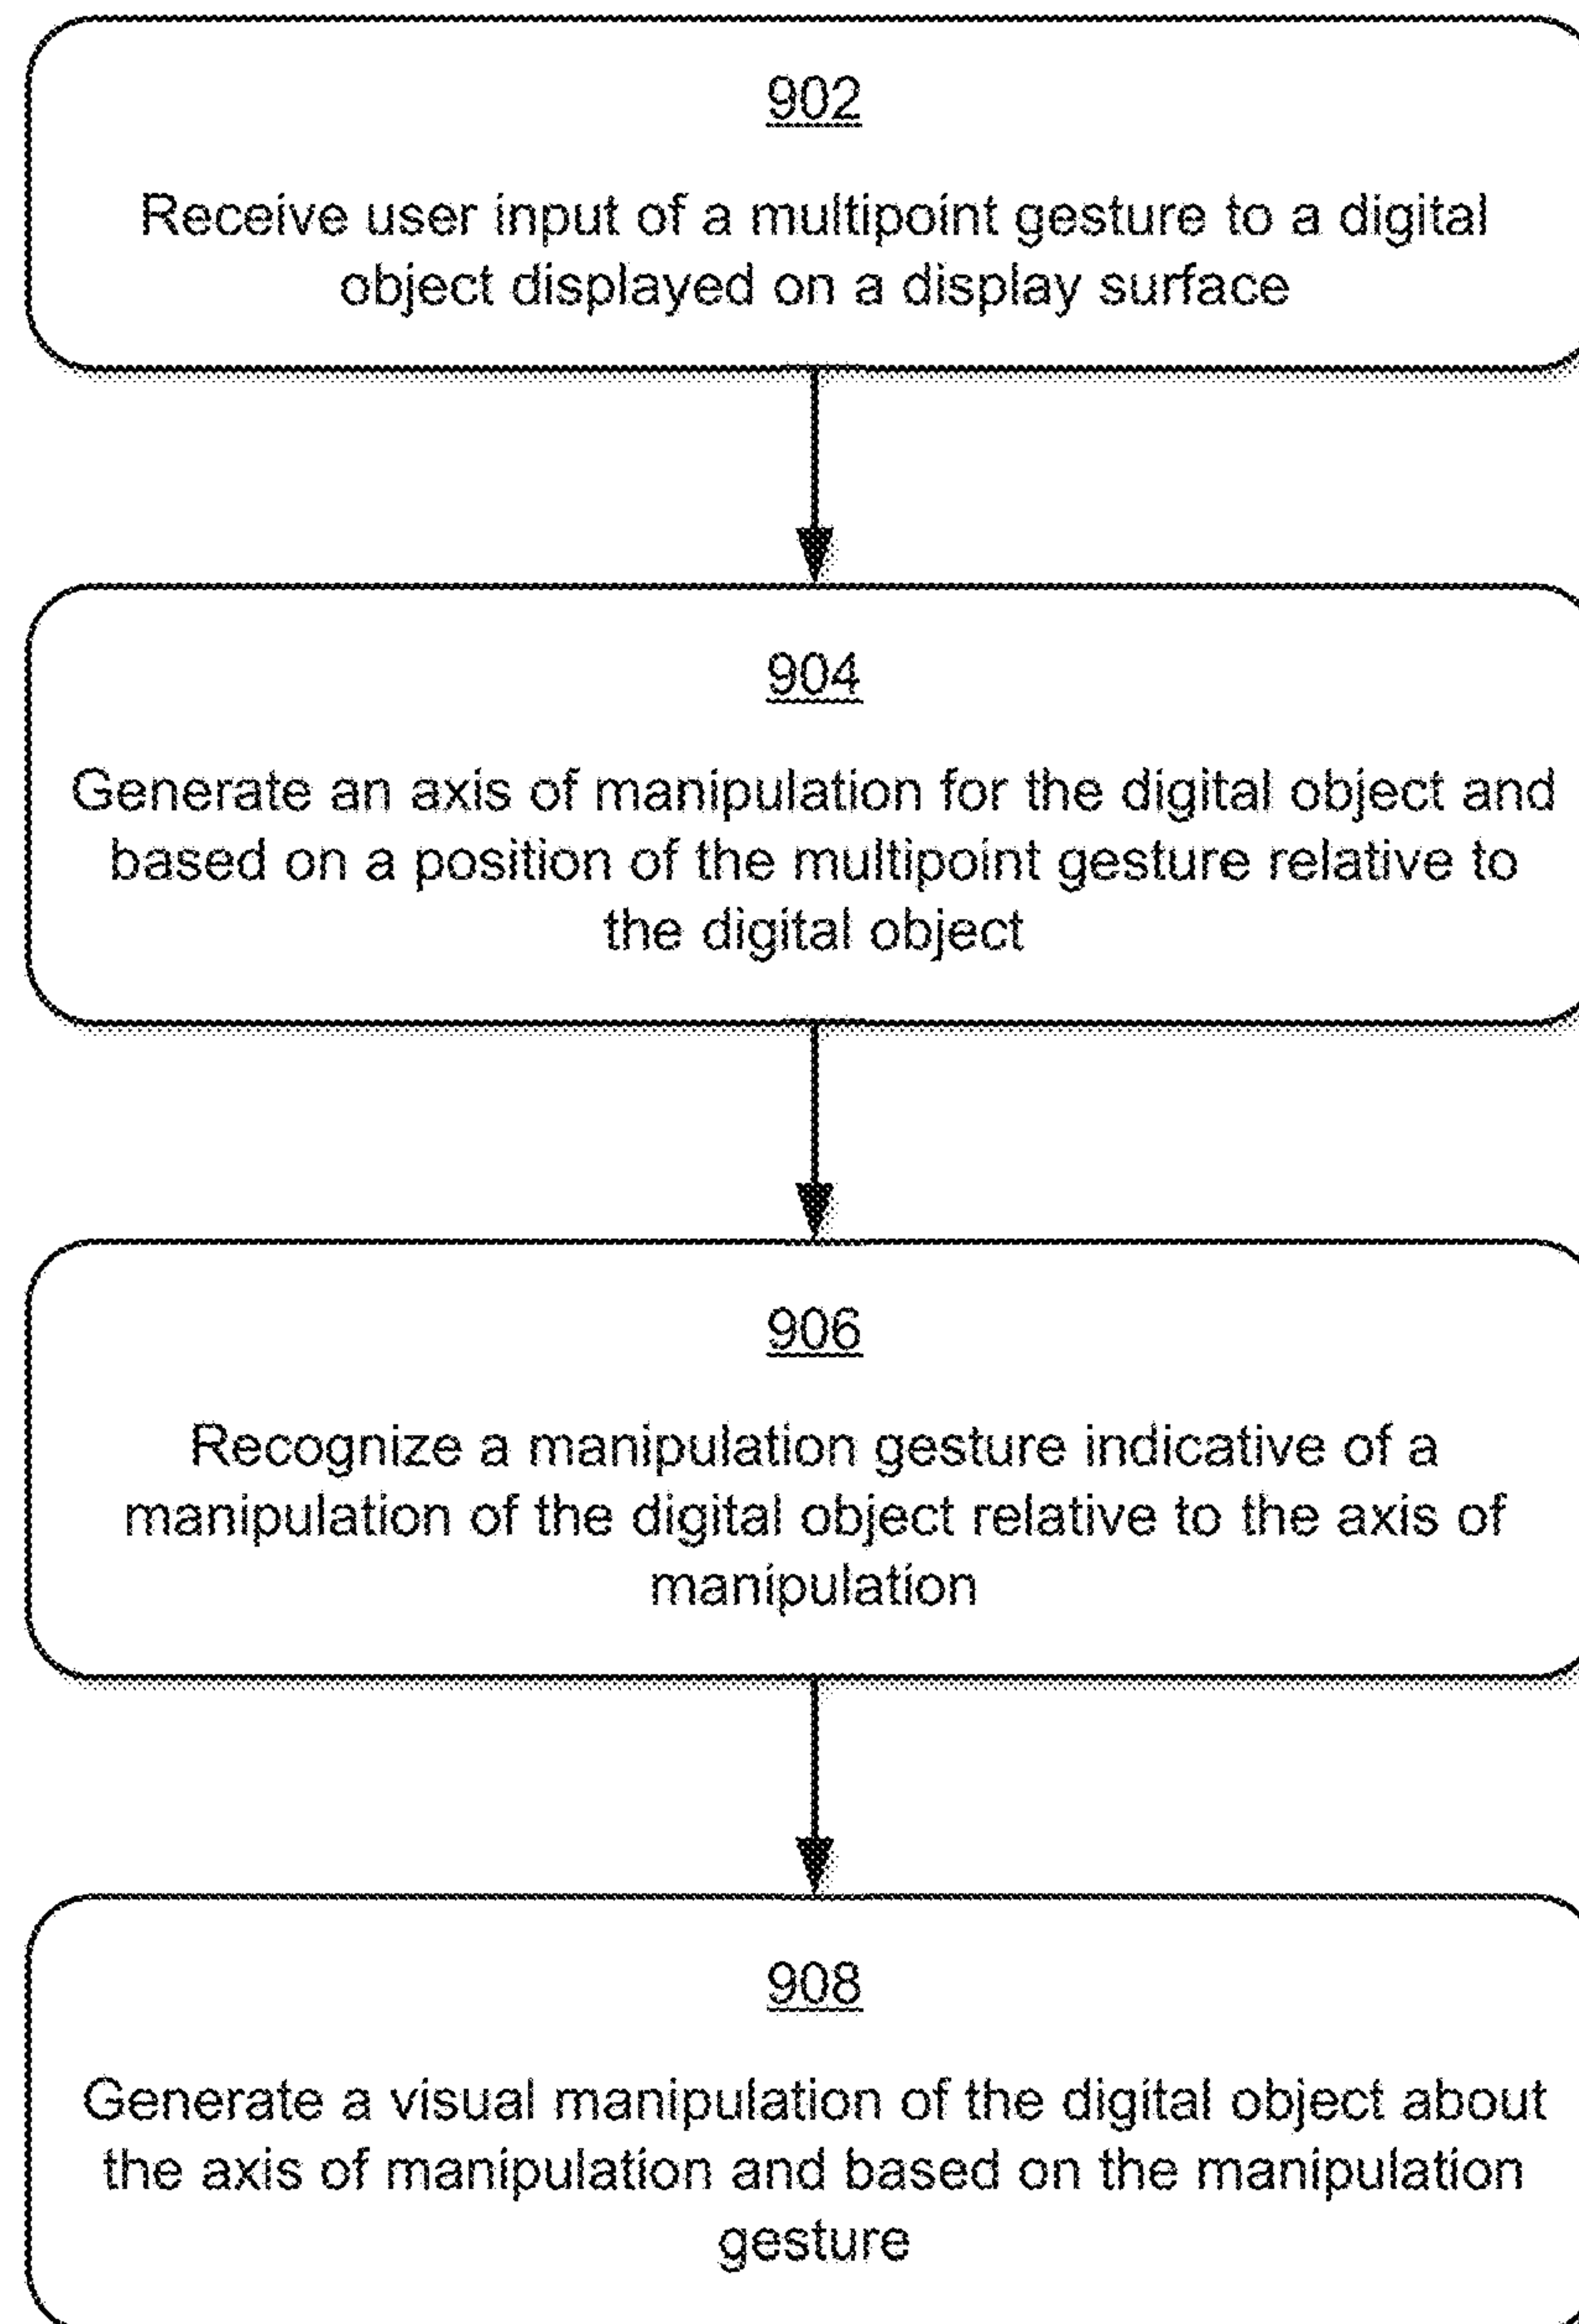 902
Receive user input of a multipoint gesture to a digital
object displayed on a display surface
904
Generate an axis of manipulation for the digital object and
based on a position of the multipoint gesture relative to
the digital object
906
Recognize a manipulation gesture indicative of a
manipulation of the digital object relative to the axis of
manipulation
908
Generate a visual manipulation of the digital object about
the axis of manipulation and based on the manipulation
gesture